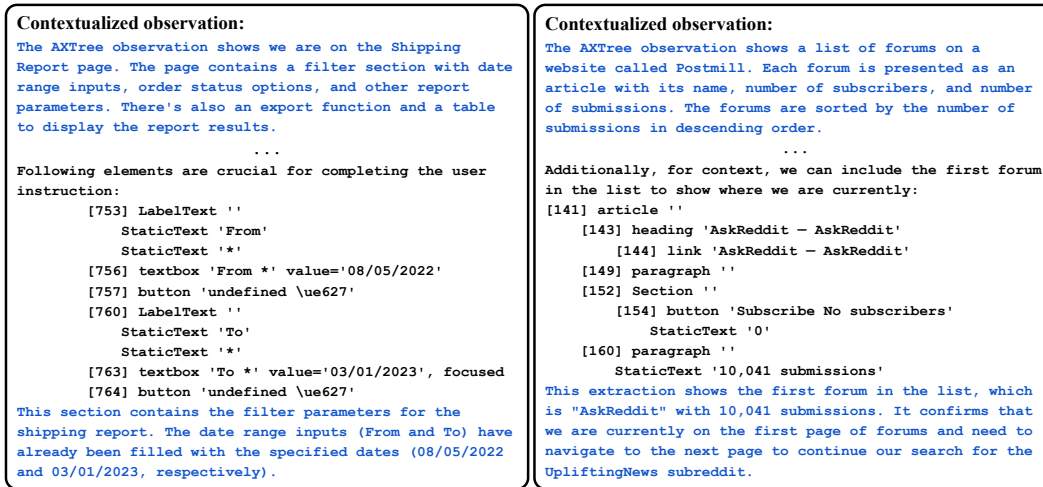 Contextualized observation:
The AXTree observation shows we are on the Shipping
Report page. The page contains a filter section with date
range inputs, order status options, and other report
parameters. There's also an export function and a table
to display the report results.
...
Following elements are crucial for completing the user
instruction:
[753] LabelText ''
StaticText 'From'
StaticText '*'
[756] textbox 'From *' value='08/05/2022'
[757] button 'undefined \ue627'
[760] LabelText ''
StaticText 'To'
StaticText '*'
[763] textbox 'To *' value='03/01/2023', focused
[764] button 'undefined \ue627'
This section contains the filter parameters for the
shipping report. The date range inputs (From and To) have
already been filled with the specified dates (08/05/2022
and 03/01/2023, respectively).
Contextualized observation:
The AXTree observation shows a list of forums on a
website called Postmill. Each forum is presented as an
article with its name, number of subscribers, and number
of submissions. The forums are sorted by the number of
submissions in descending order.
...
Additionally, for context, we can include the first forum
in the list to show where we are currently:
[141] article ''
[143] heading 'AskReddit — AskReddit'
[144] link 'AskReddit — AskReddit'
[149] paragraph ''
[152] Section ''
[154] button 'Subscribe No subscribers'
StaticText '0'
[160] paragraph ''
StaticText '10,041 submissions'
This extraction shows the first forum in the list, which
is "AskReddit" with 10,041 submissions. It confirms that
we are currently on the first page of forums and need to
navigate to the next page to continue our search for the
UpliftingNews subreddit.